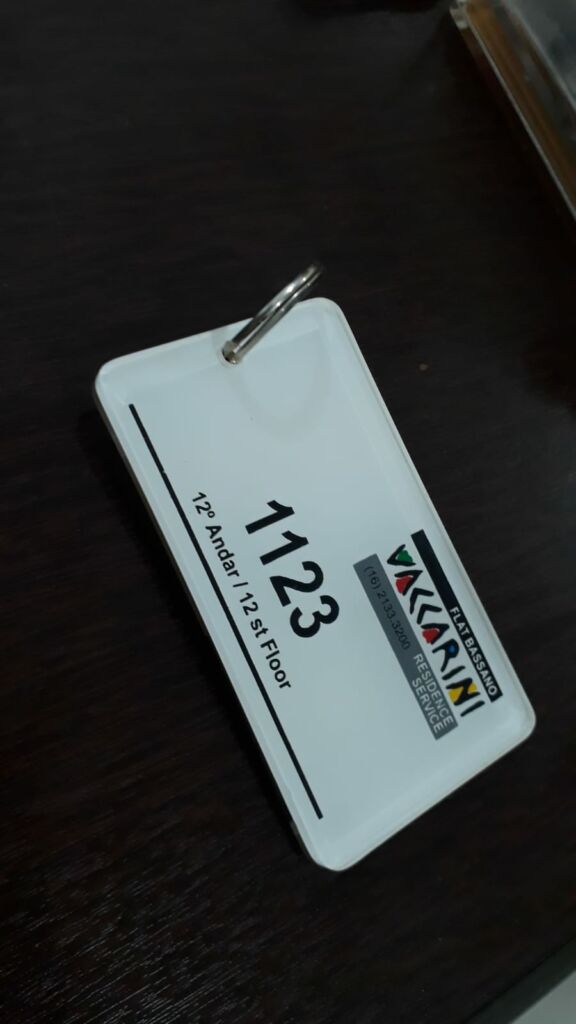 FLAT BASSANO
VACCARINI
(16) 2133.3200 RESIDENCE
SERVICE
1123
12º Andar / 12 st Floor